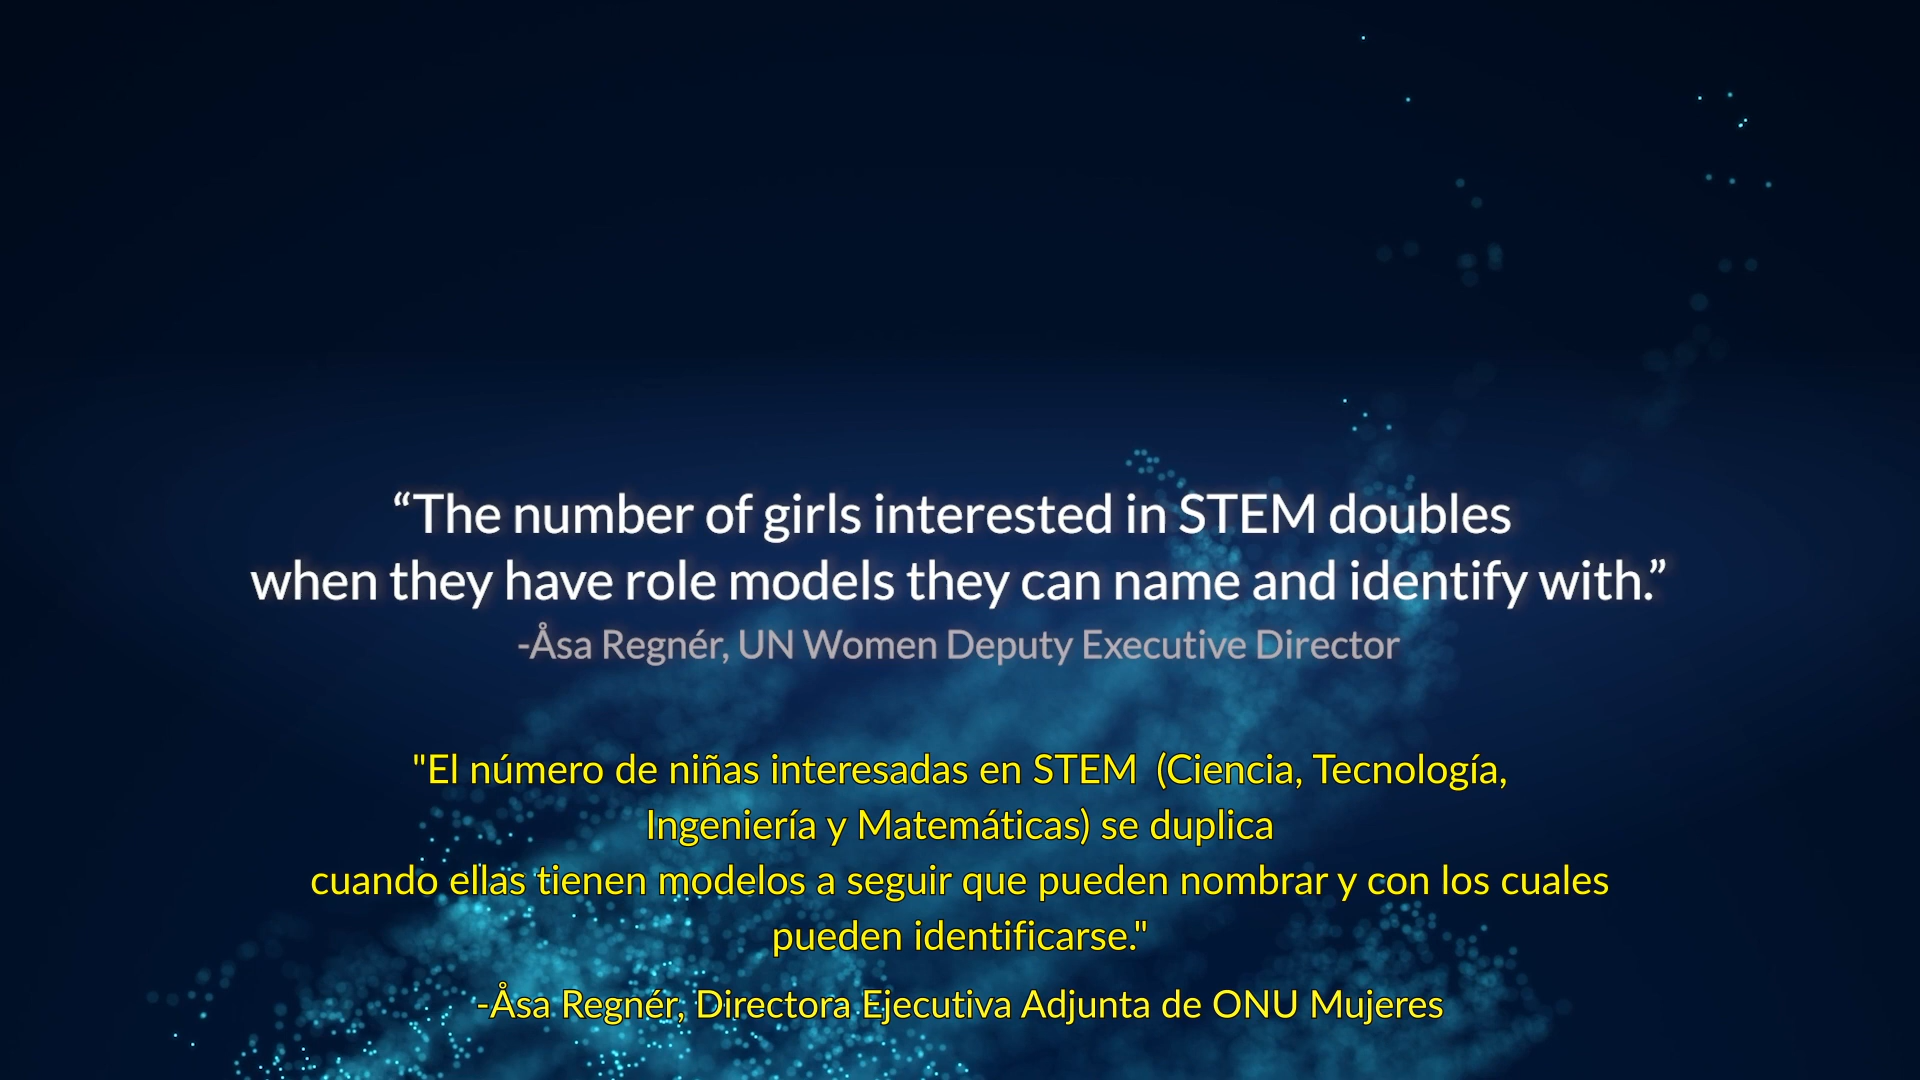 “The number of girls interested in STEM doubles
when they have role models they can name and identify with.”
-Åsa Regnér, UN Women Deputy Executive Director
"El número de niñas interesadas en STEM (Ciencia, Tecnología,
Ingeniería y Matemáticas) se duplica
cuando ellas tienen modelos a seguir que pueden nombrar y con los cuales
pueden identificarse."
-Åsa Regnér, Directora Ejecutiva Adjunta de ONU Mujeres